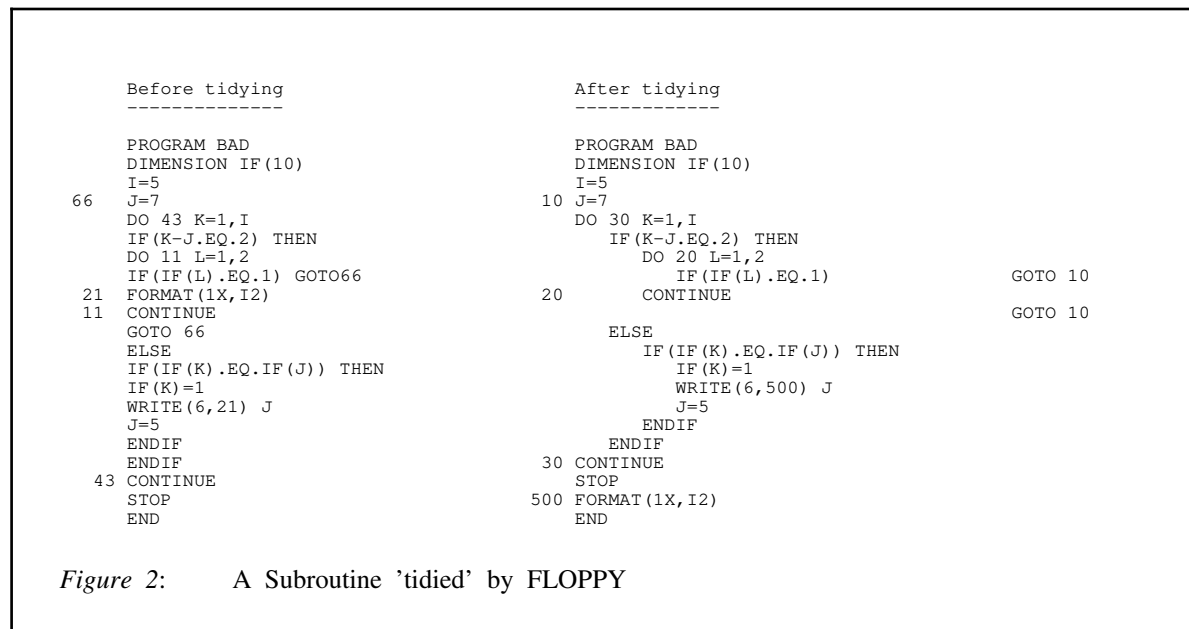 Before tidying After tidying
-------------- -------------
PROGRAM BAD PROGRAM BAD
DIMENSION IF(10) DIMENSION IF(10)
I=5 I=5
66 J=7 10 J=7
DO 43 K=1,I DO 30 K=1,I
IF(K-J.EQ.2) THEN IF(K-J.EQ.2) THEN
DO 11 L=1,2 DO 20 L=1,2
IF(IF(L).EQ.1) GOTO66 IF(IF(L).EQ.1) GOTO 10
21 FORMAT(1X,I2) 20 CONTINUE
11 CONTINUE GOTO 10
GOTO 66 ELSE
ELSE IF(IF(K).EQ.IF(J)) THEN
IF(IF(K).EQ.IF(J)) THEN IF(K)=1
IF(K)=1 WRITE(6,500) J
WRITE(6,21) J J=5
J=5 ENDIF
ENDIF ENDIF
ENDIF 30 CONTINUE
43 CONTINUE STOP
STOP 500 FORMAT(1X,I2)
END END
Figure 2: A Subroutine 'tidied' by FLOPPY